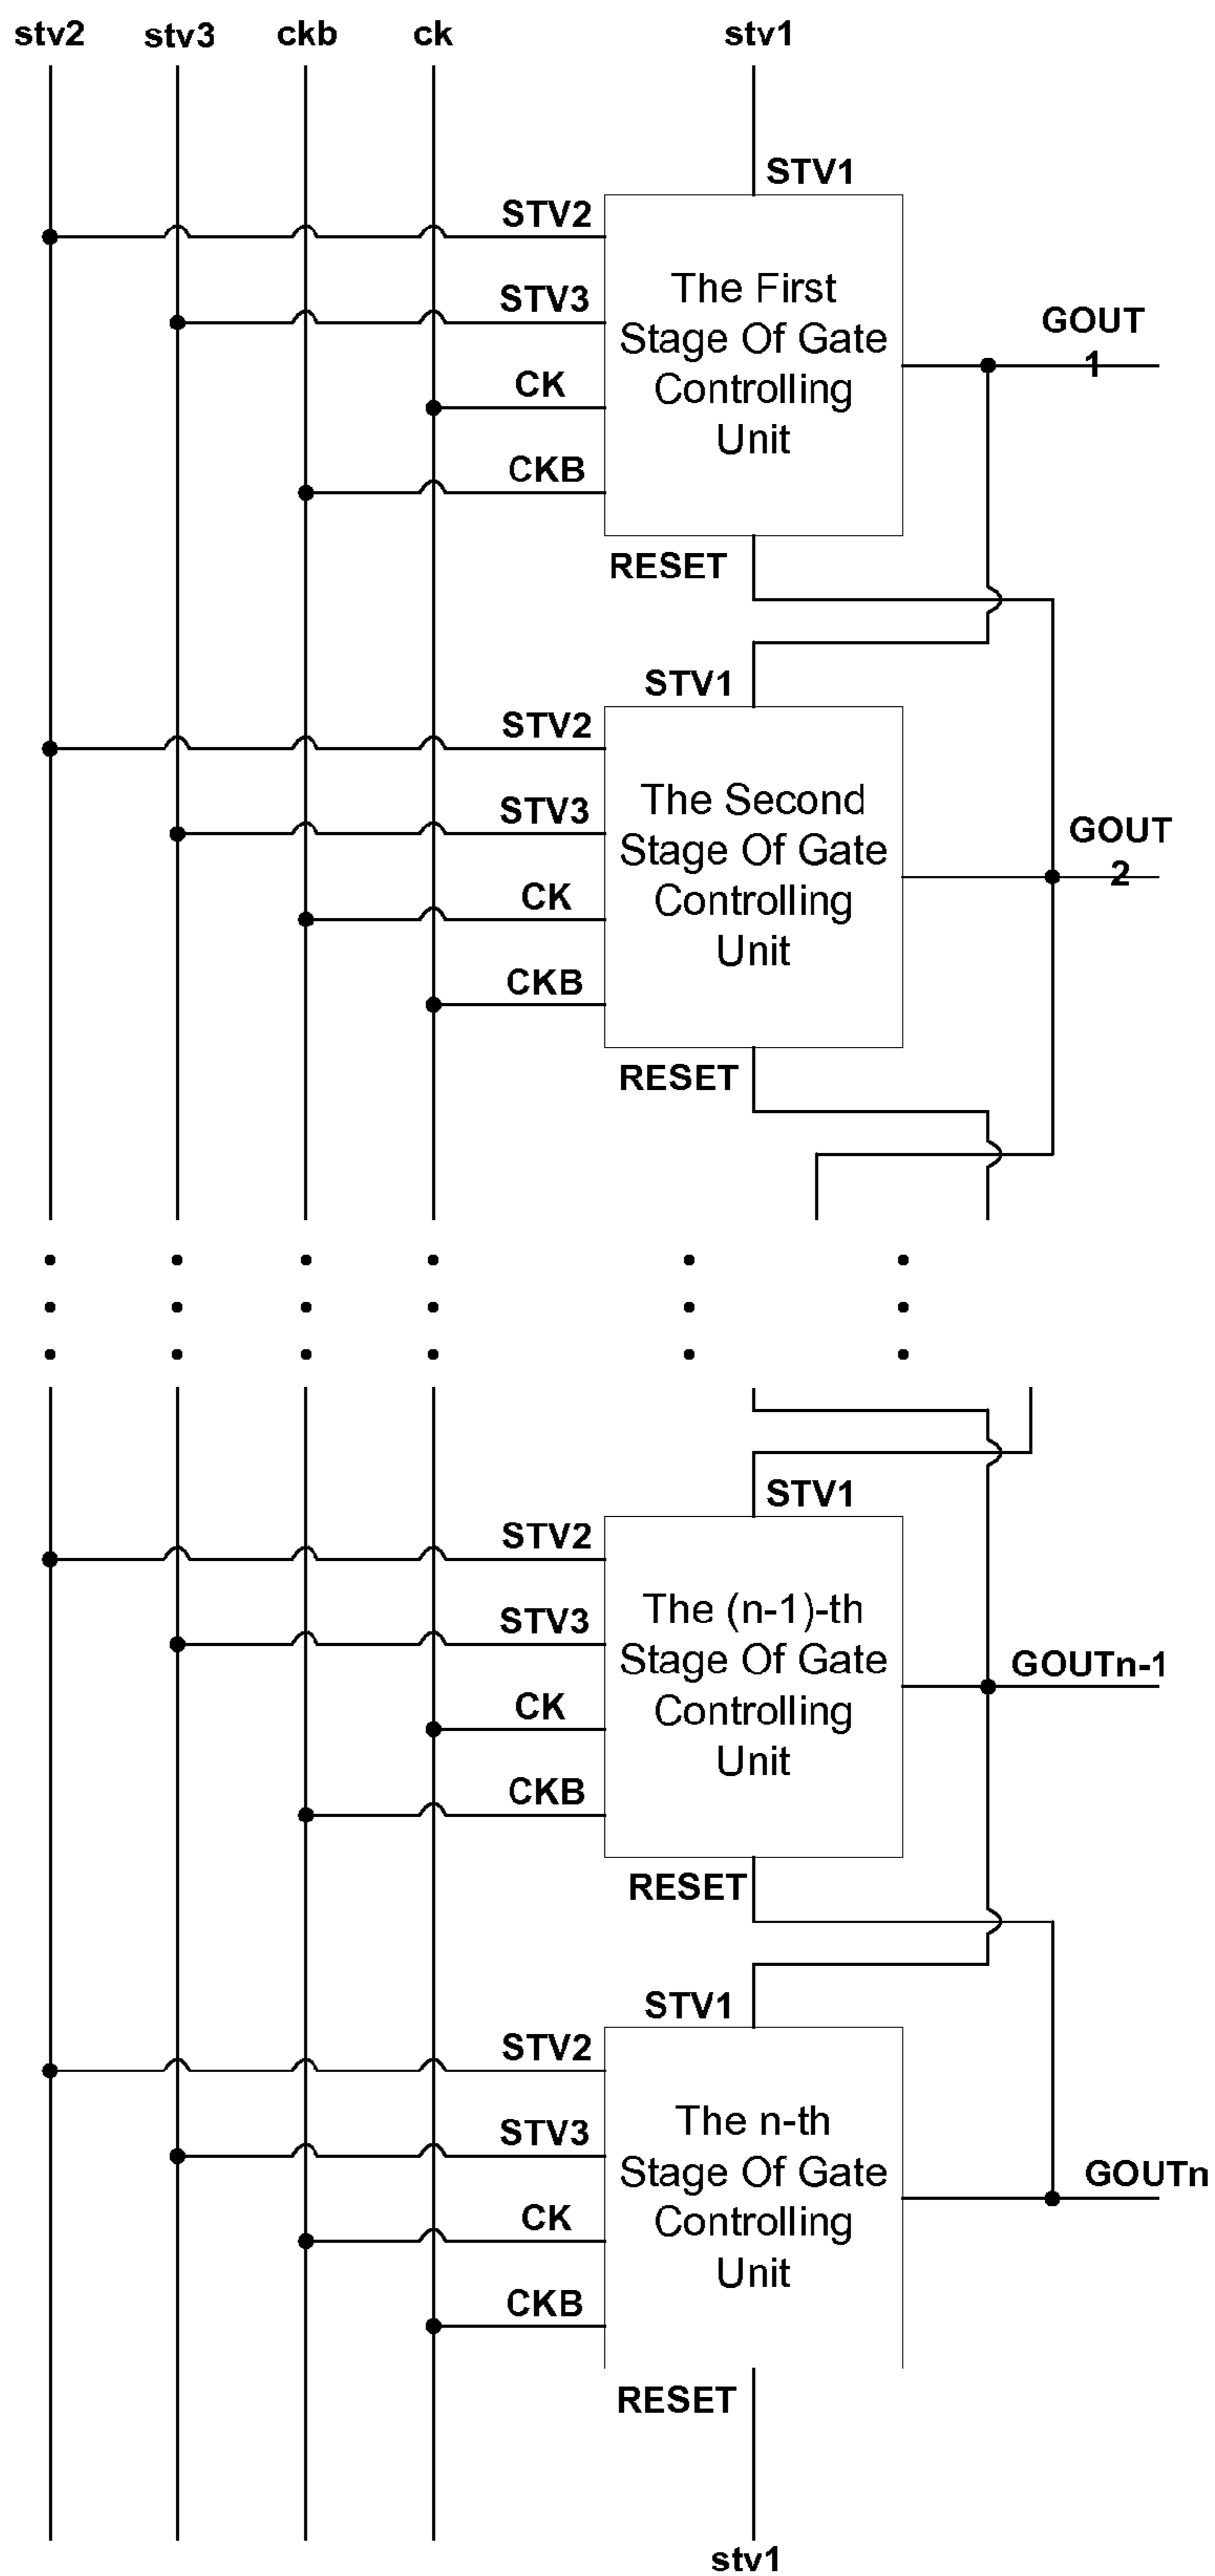 stv2 stv3 ckb ck stv1
STV1
STV2
STV3
CK
CKB
The First
Stage Of Gate
Controlling
Unit
GOUT
1
RESET
STV1
STV2
STV3
CK
CKB
The Second
Stage Of Gate
Controlling
Unit
GOUT
2
RESET
STV1
STV2
STV3
CK
CKB
The (n-1)-th
Stage Of Gate
Controlling
Unit
GOUTn-1
RESET
STV1
STV2
STV3
CK
CKB
The n-th
Stage Of Gate
Controlling
Unit
GOUTn
RESET
stv1